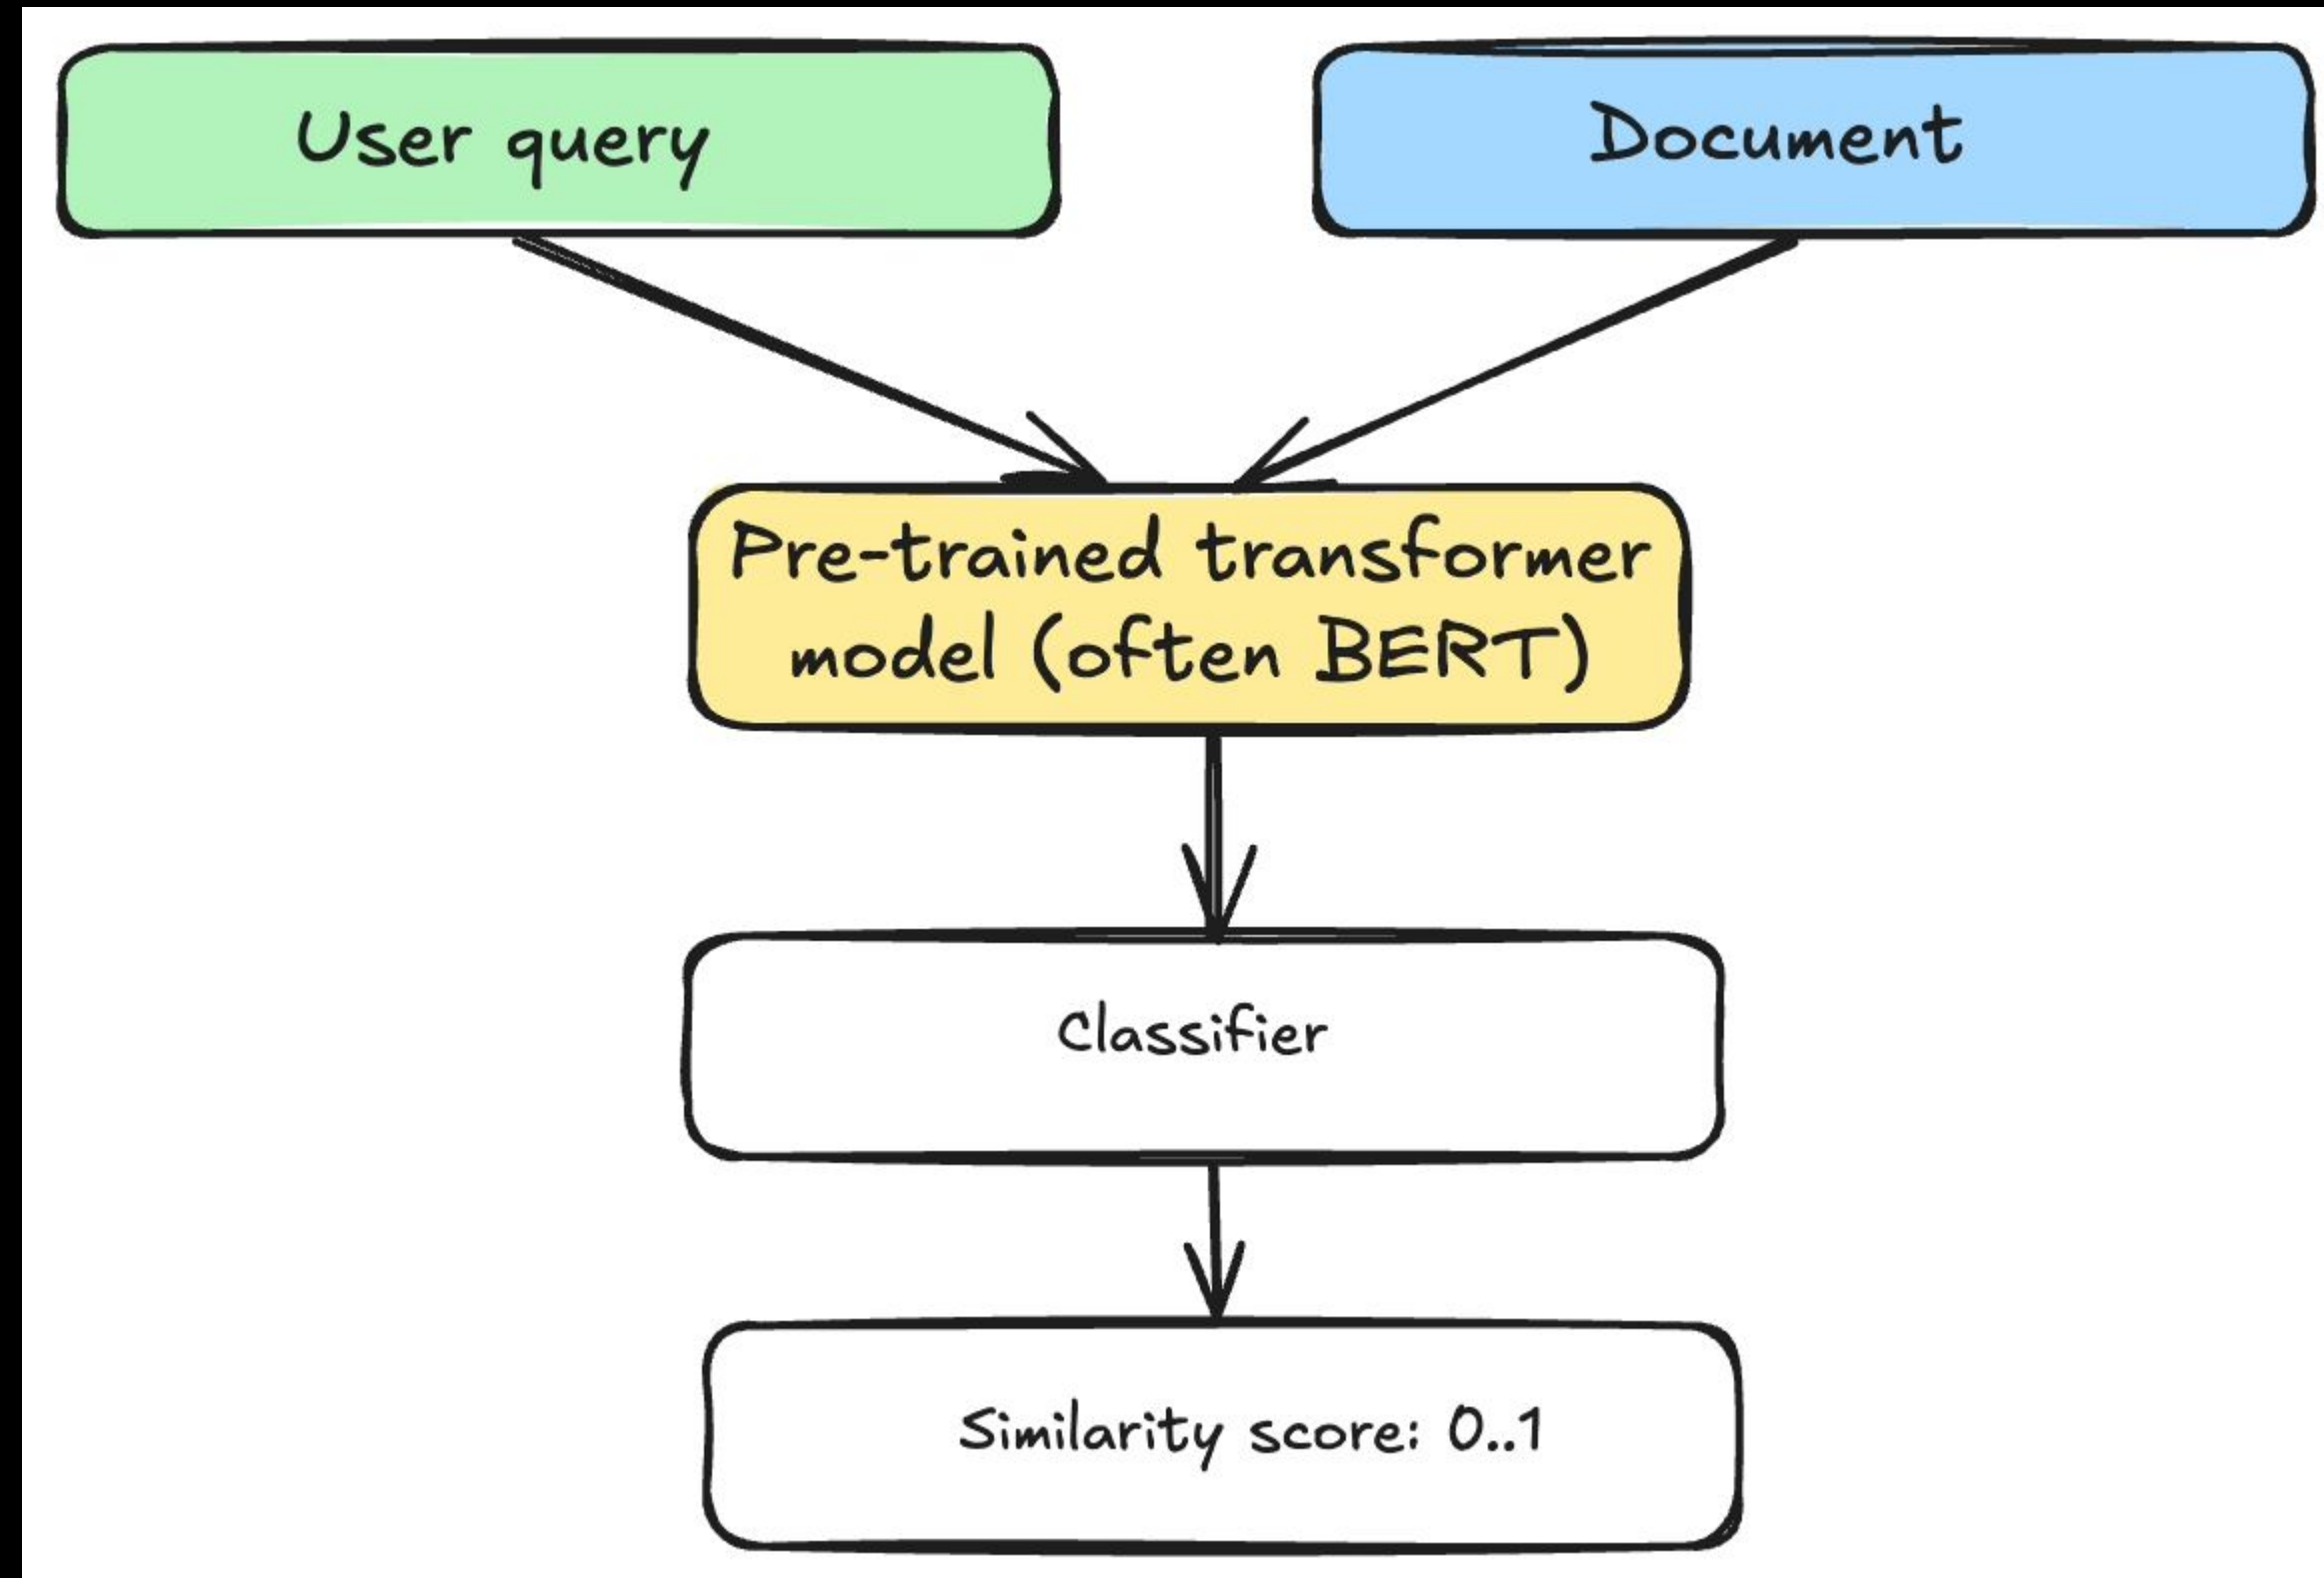 User query
Document
Pre-trained transformer
model (often BERT)
Classifier
Similarity score: 0..1